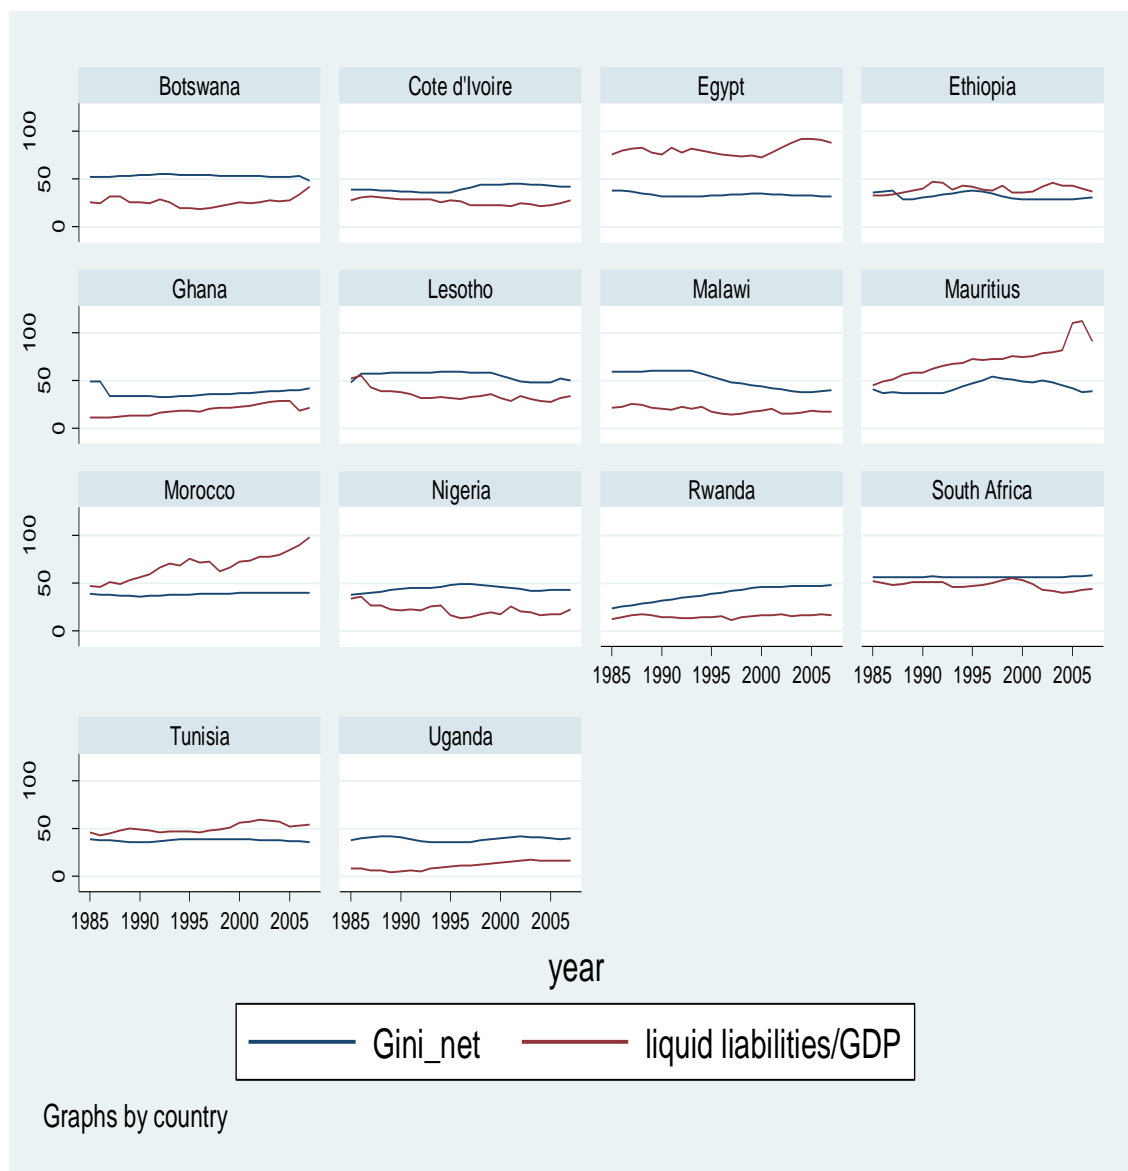 Botswana Cote d'Ivoire Egypt Ethiopia
100
50
0
Ghana Lesotho Malawi Mauritius
100
50
0
Morocco Nigeria Rwanda South Africa
100
50
0
1985 1990 1995 2000 2005 1985 1990 1995 2000 2005
Tunisia Uganda
100
50
0
1985 1990 1995 2000 2005 1985 1990 1995 2000 2005
year
Gini_net liquid liabilities/GDP
Graphs by country